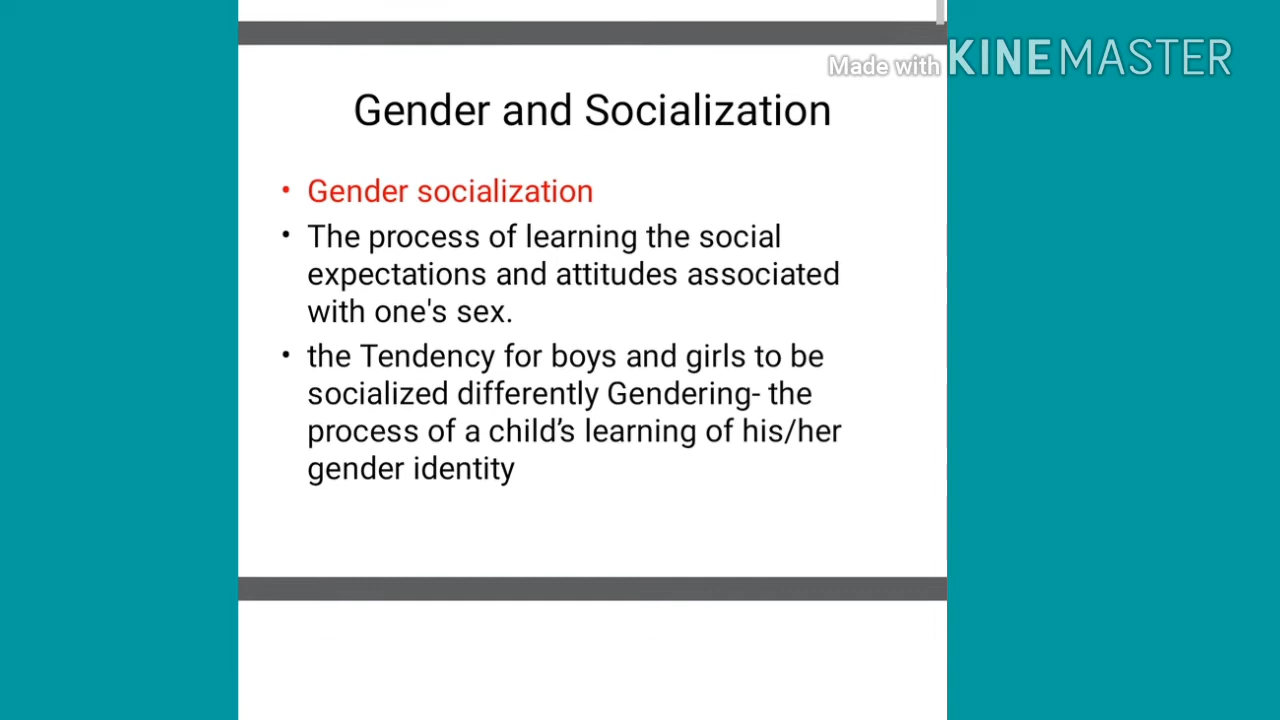 Made with KINEMASTER
Gender and Socialization
• Gender socialization
• The process of learning the social
expectations and attitudes associated
with one's sex.
• the Tendency for boys and girls to be
socialized differently Gendering- the
process of a child’s learning of his/her
gender identity